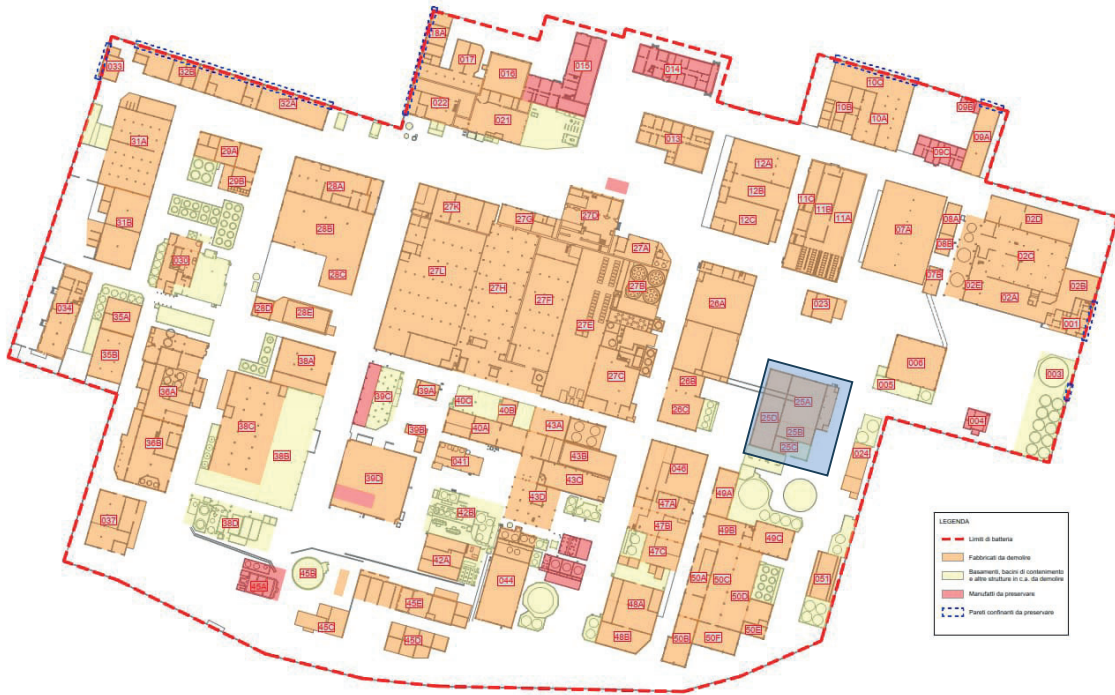 18A
017
016
015
014
033
32B
32A
022
021
013
10C
10B
10A
09B
09A
09C
31A
29A
29B
28A
28B
28C
27K
27G
27D
27A
27B
27L
27H
27F
27E
27C
12A
12B
12C
11C
11B
11A
07A
08A
08B
07B
02D
02C
02E
02A
02B
001
31B
030
034
35A
35B
28D
28E
26A
26B
26C
023
006
005
003
004
024
25A
25D
25B
25C
36A
36B
037
38A
38C
38B
38D
39C
39A
39B
39D
40C
40B
40A
041
43A
43B
43C
43D
42B
42A
044
046
47A
47B
47C
48A
48B
49A
49B
49C
50A
50C
50D
50E
50F
50B
051
46A
45B
45C
45E
45D
LEGENDA
Limiti di batteria
Fabbricati da demolire
Basamenti, bacini di contenimento
e altre strutture in c.a. da demolire
Manufatti da preservare
Pareti confinanti da preservare